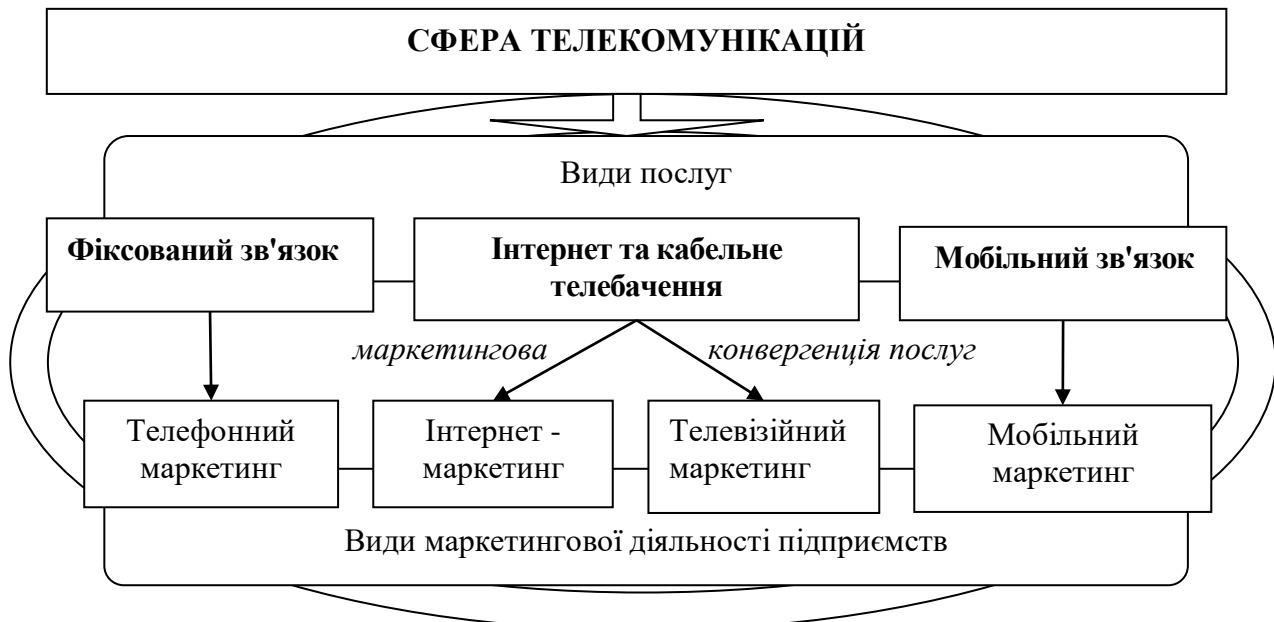 СФЕРА ТЕЛЕКОМУНІКАЦІЙ
Види послуг
Фіксований зв'язок
Інтернет та кабельне
телебачення
Мобільний зв'язок
маркетингова
конвергенція послуг
Телефонний
маркетинг
Інтернет -
маркетинг
Телевізійний
маркетинг
Мобільний
маркетинг
Види маркетингової діяльності підприємств